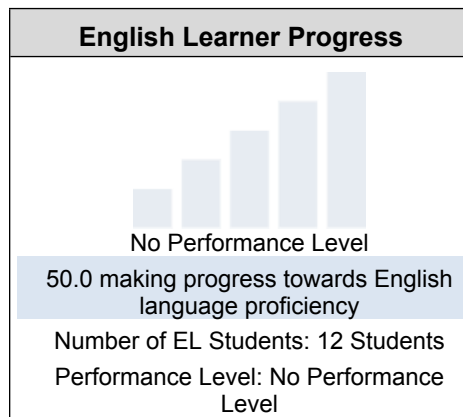 English Learner Progress
No Performance Level
50.0 making progress towards English
language proficiency
Number of EL Students: 12 Students
Performance Level: No Performance
Level